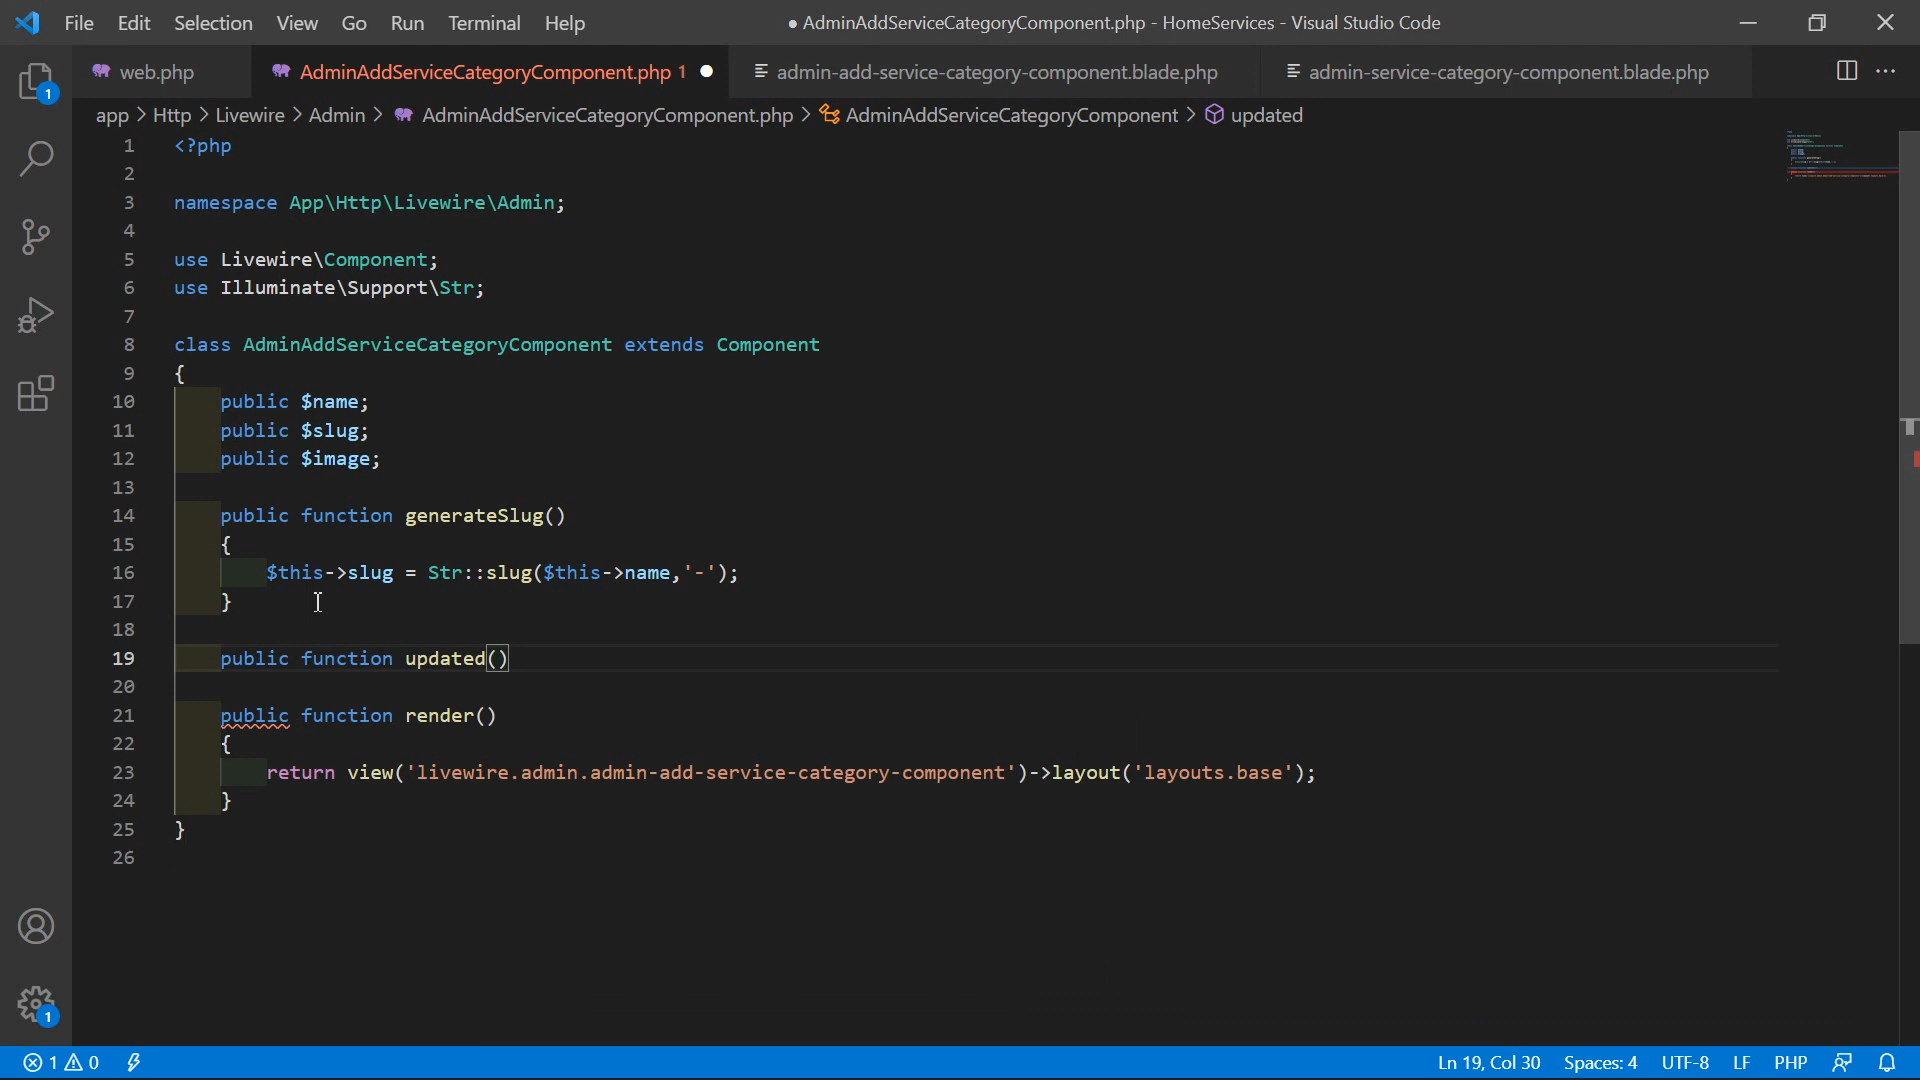 File Edit Selection View Go Run Terminal Help ● AdminAddServiceCategoryComponent.php - HomeServices - Visual Studio Code
web.php AdminAddServiceCategoryComponent.php 1 ● admin-add-service-category-component.blade.php admin-service-category-component.blade.php ...
app > Http > Livewire > Admin > AdminAddServiceCategoryComponent.php > AdminAddServiceCategoryComponent > updated
1 <?php
2
3 namespace App\Http\Livewire\Admin;
4
5 use Livewire\Component;
6 use Illuminate\Support\Str;
7
8 class AdminAddServiceCategoryComponent extends Component
9 {
10 public $name;
11 public $slug;
12 public $image;
13
14 public function generateSlug()
15 {
16 $this->slug = Str::slug($this->name,'-');
17 }
18
19 public function updated()
20
21 public function render()
22 {
23 return view('livewire.admin.admin-add-service-category-component')->layout('layouts.base');
24 }
25 }
26
1
1
1 0 Ln 19, Col 30 Spaces: 4 UTF-8 LF PHP